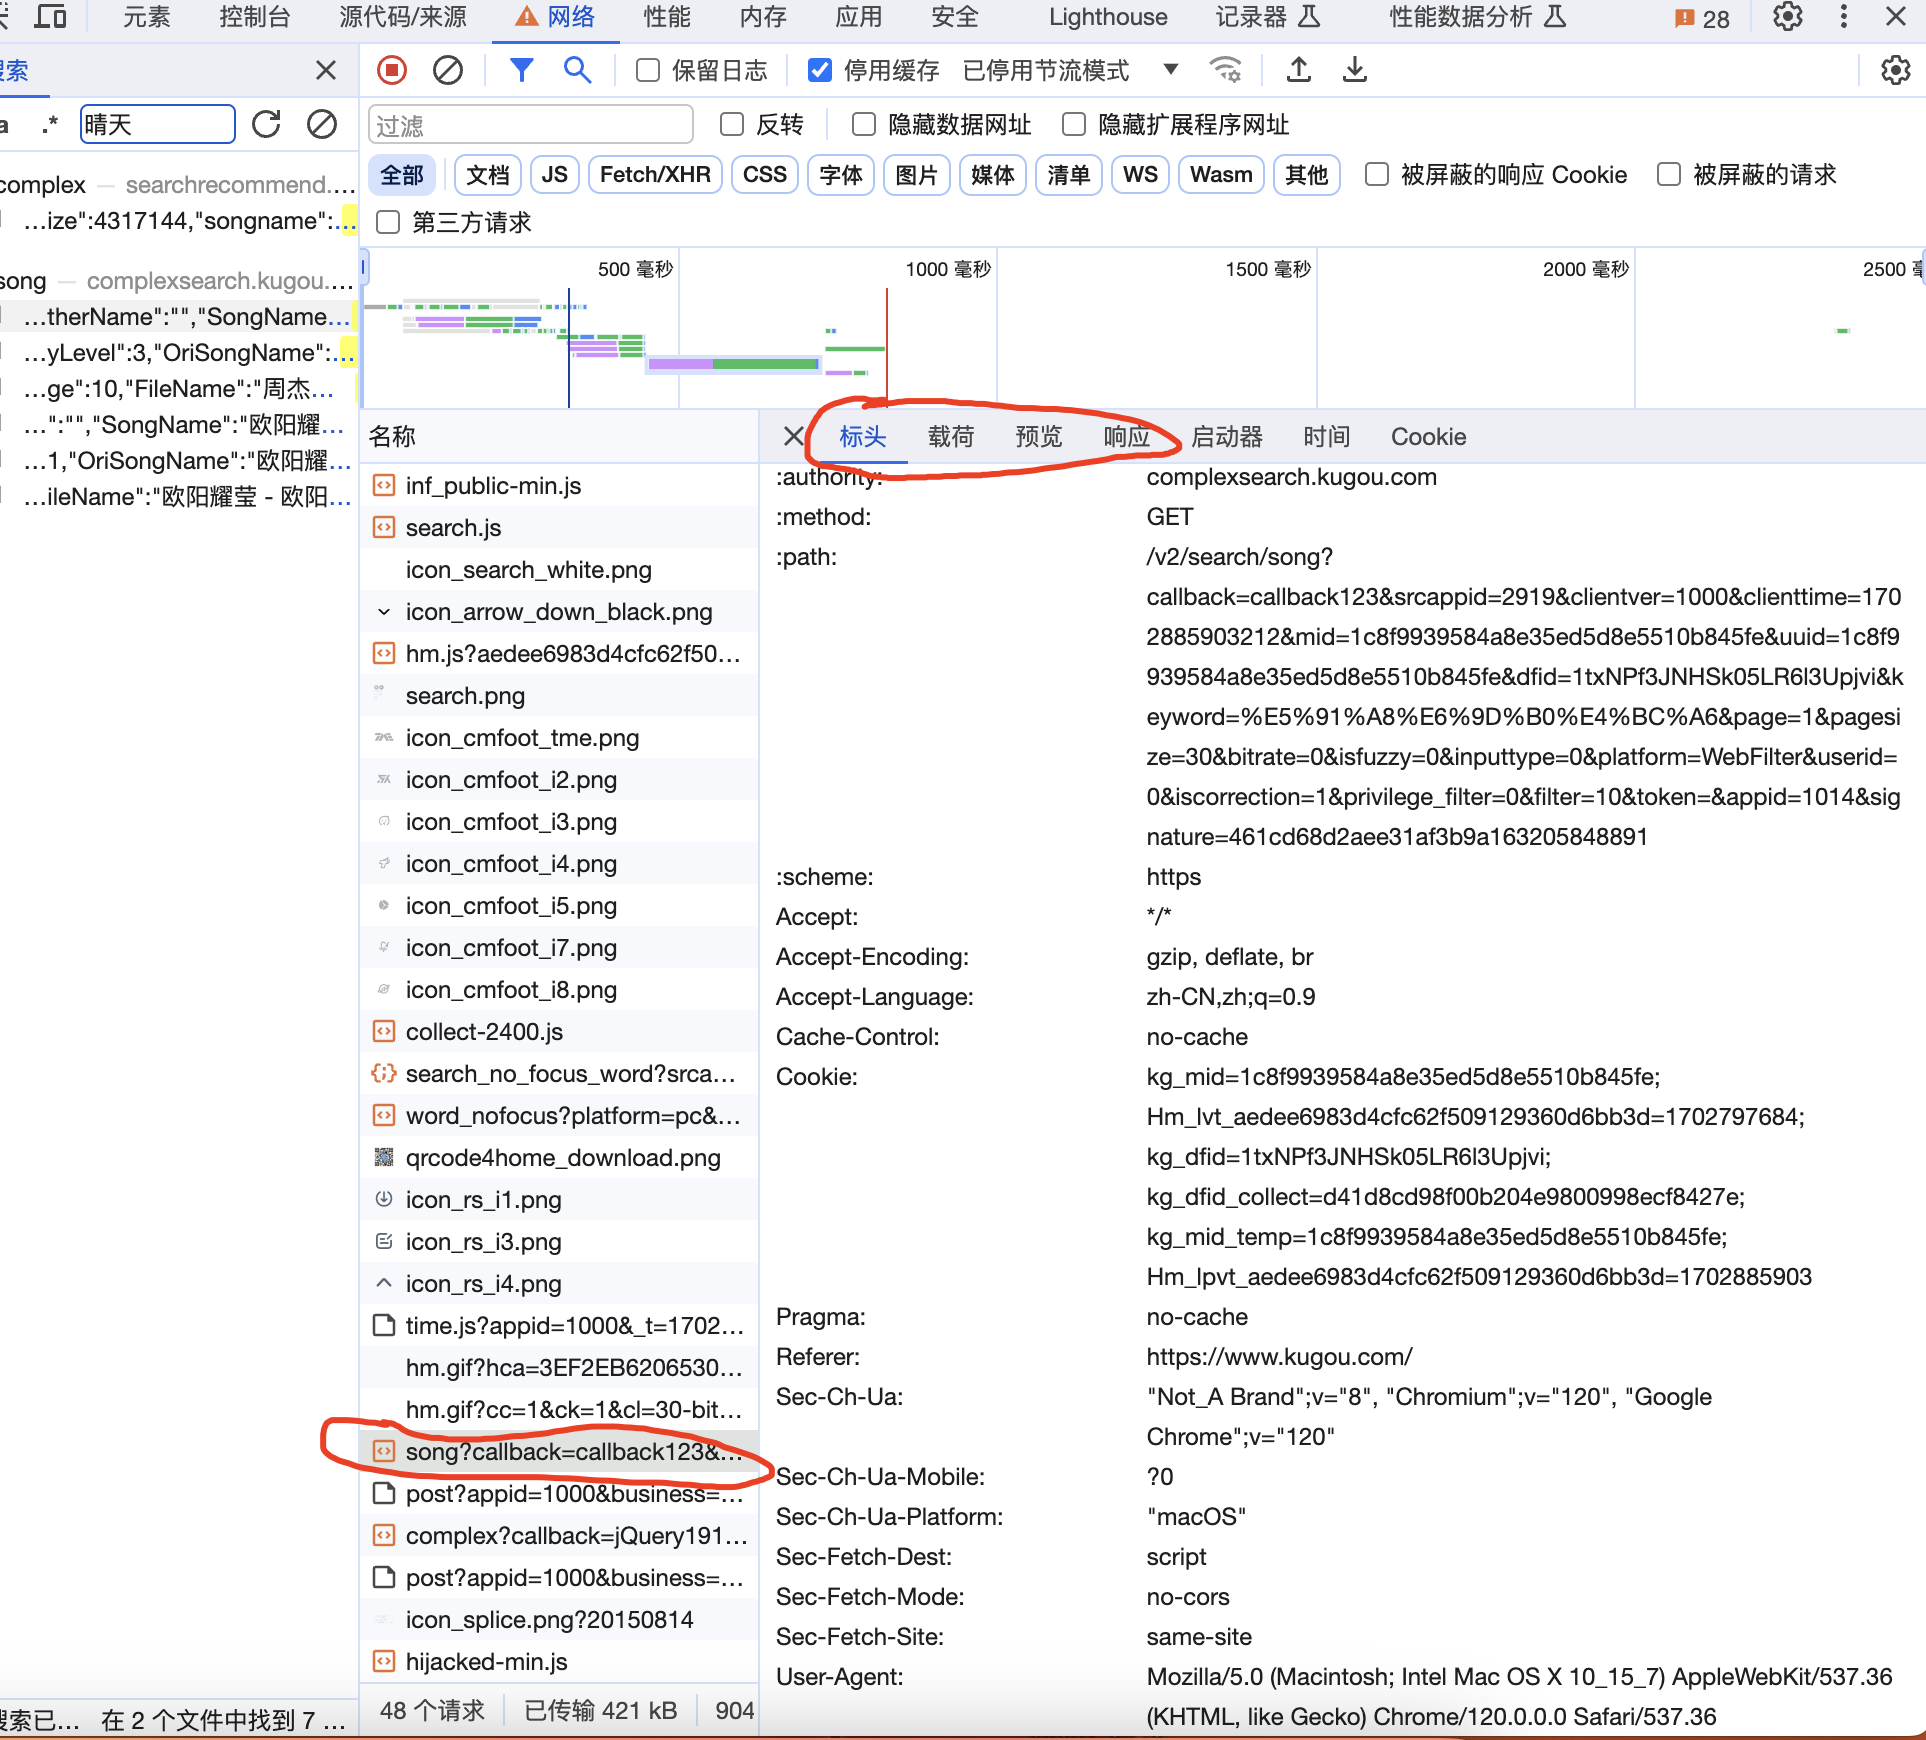 元素 控制台 源代码/来源 网络 性能 内存 应用 安全 Lighthouse 记录器 性能数据分析 28
搜索
保留日志 停用缓存 已停用节流模式
a .* 晴天
过滤 反转 隐藏数据网址 隐藏扩展程序网址
全部 文档 JS Fetch/XHR CSS 字体 图片 媒体 清单 WS Wasm 其他 被屏蔽的响应 Cookie 被屏蔽的请求
第三方请求
complex — searchrecommend....
…ize":4317144,"songname":…
song — complexsearch.kugou....
…therName":"","SongName…
…yLevel":3,"OriSongName":…
…ge":10,"FileName":"周杰…
…":"","SongName":"欧阳耀…
…1,"OriSongName":"欧阳耀…
…ileName":"欧阳耀莹 - 欧阳…
搜索已… 在 2 个文件中找到 7 …
500 毫秒 1000 毫秒 1500 毫秒 2000 毫秒 2500 毫
名称
inf_public-min.js
search.js
icon_search_white.png
icon_arrow_down_black.png
hm.js?aedee6983d4cfc62f50…
search.png
icon_cmfoot_tme.png
icon_cmfoot_i2.png
icon_cmfoot_i3.png
icon_cmfoot_i4.png
icon_cmfoot_i5.png
icon_cmfoot_i7.png
icon_cmfoot_i8.png
collect-2400.js
search_no_focus_word?srca…
word_nofocus?platform=pc&…
qrcode4home_download.png
icon_rs_i1.png
icon_rs_i3.png
icon_rs_i4.png
time.js?appid=1000&_t=1702…
hm.gif?hca=3EF2EB6206530…
hm.gif?cc=1&ck=1&cl=30-bit…
song?callback=callback123&…
post?appid=1000&business=…
complex?callback=jQuery191…
post?appid=1000&business=…
icon_splice.png?20150814
hijacked-min.js
48 个请求 已传输 421 kB 904
标头 载荷 预览 响应 启动器 时间 Cookie
:authority: complexsearch.kugou.com
:method: GET
:path: /v2/search/song?
callback=callback123&srcappid=2919&clientver=1000&clienttime=170
2885903212&mid=1c8f9939584a8e35ed5d8e5510b845fe&uuid=1c8f9
939584a8e35ed5d8e5510b845fe&dfid=1txNPf3JNHSk05LR6l3Upjvi&k
eyword=%E5%91%A8%E6%9D%B0%E4%BC%A6&page=1&pagesi
ze=30&bitrate=0&isfuzzy=0&inputtype=0&platform=WebFilter&userid=
0&iscorrection=1&privilege_filter=0&filter=10&token=&appid=1014&sig
nature=461cd68d2aee31af3b9a163205848891
:scheme: https
Accept: */*
Accept-Encoding: gzip, deflate, br
Accept-Language: zh-CN,zh;q=0.9
Cache-Control: no-cache
Cookie: kg_mid=1c8f9939584a8e35ed5d8e5510b845fe;
Hm_lvt_aedee6983d4cfc62f509129360d6bb3d=1702797684;
kg_dfid=1txNPf3JNHSk05LR6l3Upjvi;
kg_dfid_collect=d41d8cd98f00b204e9800998ecf8427e;
kg_mid_temp=1c8f9939584a8e35ed5d8e5510b845fe;
Hm_lpvt_aedee6983d4cfc62f509129360d6bb3d=1702885903
Pragma: no-cache
Referer: https://www.kugou.com/
Sec-Ch-Ua: "Not_A Brand";v="8", "Chromium";v="120", "Google
Chrome";v="120"
Sec-Ch-Ua-Mobile: ?0
Sec-Ch-Ua-Platform: "macOS"
Sec-Fetch-Dest: script
Sec-Fetch-Mode: no-cors
Sec-Fetch-Site: same-site
User-Agent: Mozilla/5.0 (Macintosh; Intel Mac OS X 10_15_7) AppleWebKit/537.36
(KHTML, like Gecko) Chrome/120.0.0.0 Safari/537.36